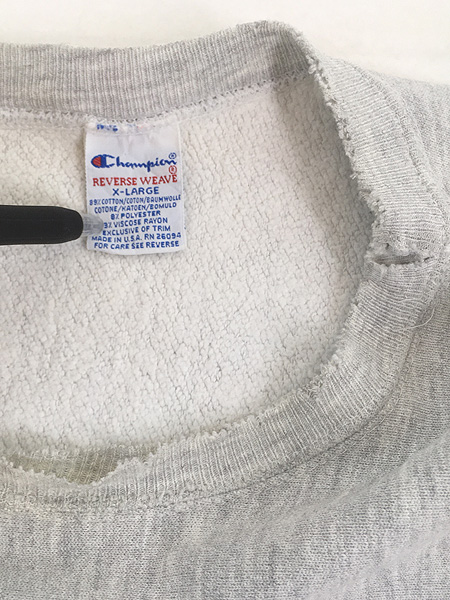 Champion
REVERSE WEAVE®
X-LARGE
89% COTTON/COTON/BAUMWOLLE
COTONE/KATOEN/BOMULD
8% POLYESTER
3% VISCOSE RAYON
EXCLUSIVE OF TRIM
MADE IN U.S.A. RN 26094
FOR CARE SEE REVERSE